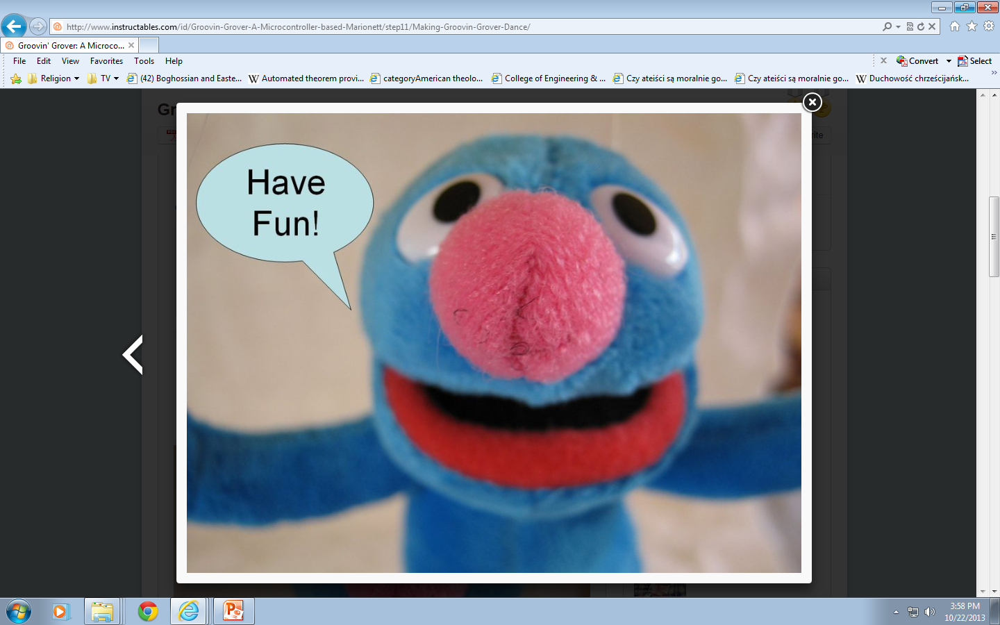 http://www.instructables.com/id/Groovin-Grover-A-Microcontroller-based-Marionett/step11/Making-Groovin-Grover-Dance/
Groovin' Grover: A Microco...
File Edit View Favorites Tools Help
Convert Select
Religion TV (42) Boghossian and Easte... Automated theorem provi... categoryAmerican theolo... College of Engineering & ... Czy ateiści są moralnie go... Czy ateiści są moralnie go... Duchowość chrześcijańsk...
Have
Fun!
3:58 PM
10/22/2013